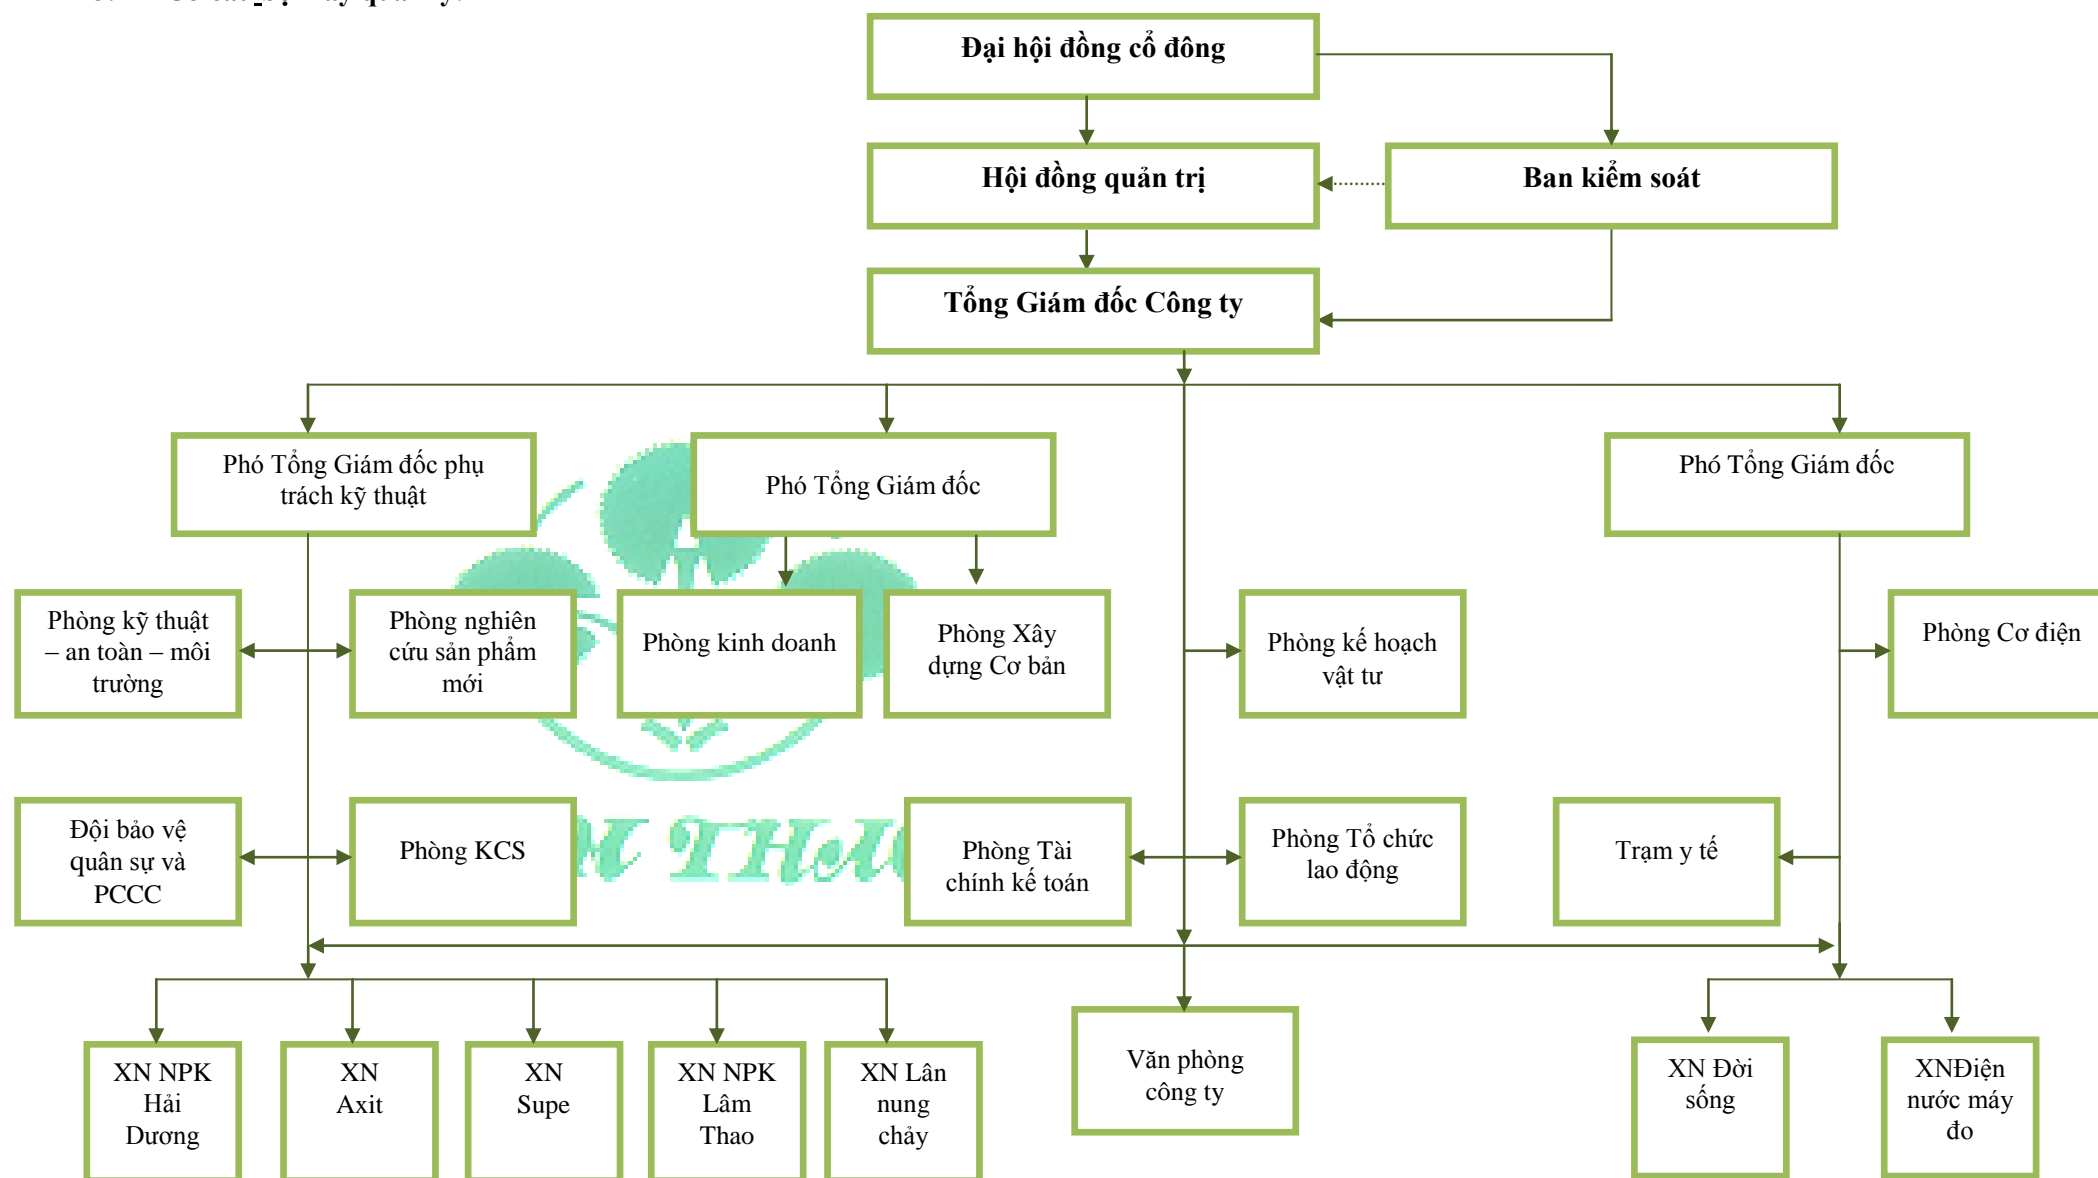 Đại hội đồng cổ đông
Hội đồng quản trị
Ban kiểm soát
Tổng Giám đốc Công ty
Phó Tổng Giám đốc phụ
trách kỹ thuật
Phó Tổng Giám đốc
Phó Tổng Giám đốc
Phòng kỹ thuật
– an toàn – môi
trường
Phòng nghiên
cứu sản phẩm
mới
Phòng kinh doanh
Phòng Xây
dựng Cơ bản
Phòng kế hoạch
vật tư
Phòng Cơ điện
Đội bảo vệ
quân sự và
PCCC
Phòng KCS
Phòng Tài
chính kế toán
Phòng Tổ chức
lao động
Trạm y tế
XN NPK
Hải
Dương
XN
Axit
XN
Supe
XN NPK
Lâm
Thao
XN Lân
nung
chảy
Văn phòng
công ty
XN Đời
sống
XNĐiện
nước máy
đo